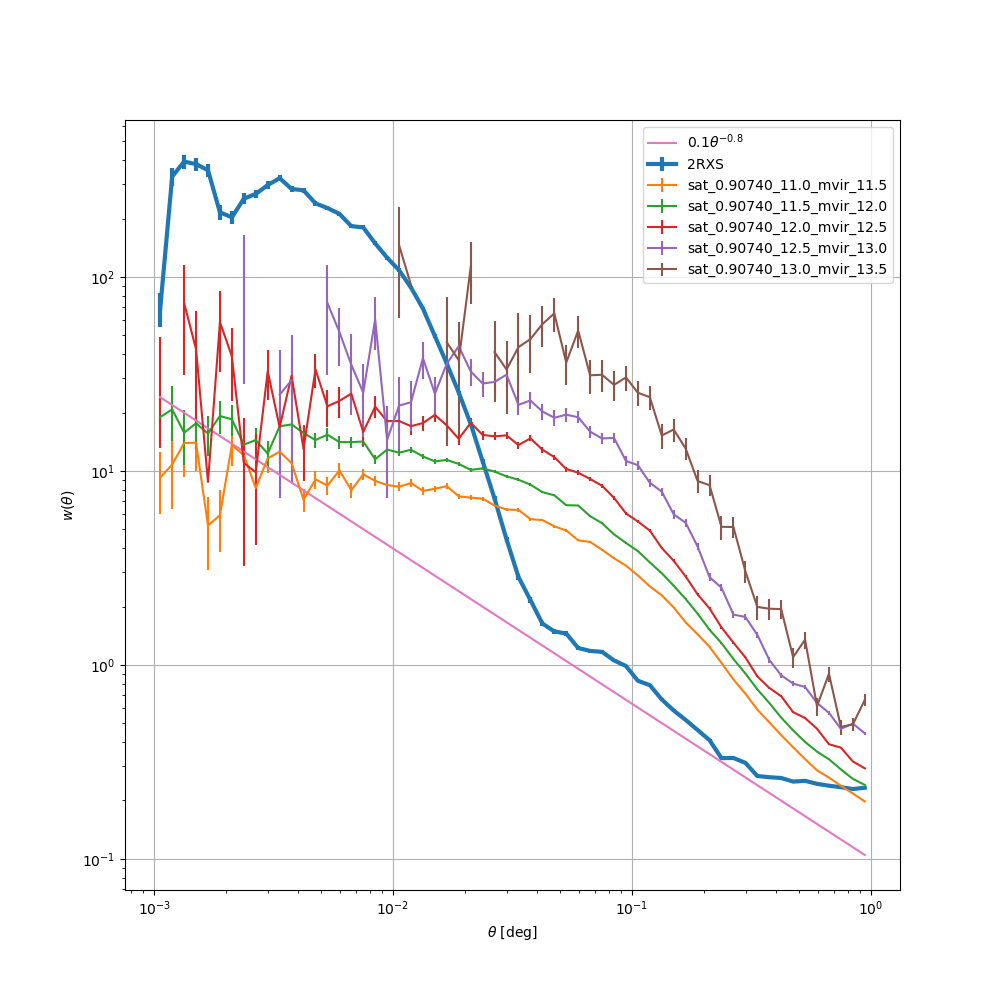 0.1θ^{-0.8}
2RXS
sat_0.90740_11.0_mvir_11.5
sat_0.90740_11.5_mvir_12.0
sat_0.90740_12.0_mvir_12.5
sat_0.90740_12.5_mvir_13.0
sat_0.90740_13.0_mvir_13.5
10^2
10^1
10^0
10^{-1}
w(θ)
10^{-3}
10^{-2}
10^{-1}
10^0
θ [deg]